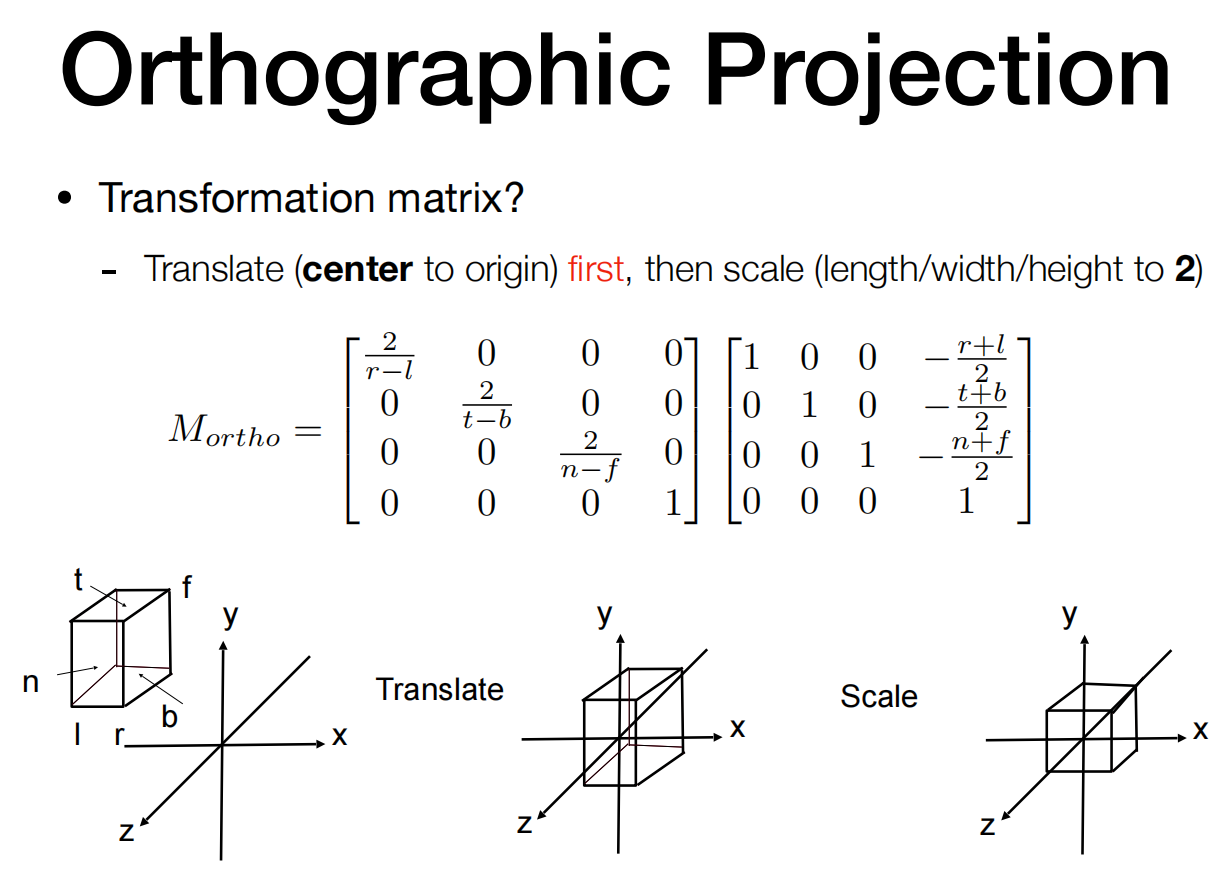 Orthographic Projection
• Transformation matrix?
- Translate (center to origin) first, then scale (length/width/height to 2)
M_{ortho} = \begin{bmatrix} \frac{2}{r-l} & 0 & 0 & 0 \\ 0 & \frac{2}{t-b} & 0 & 0 \\ 0 & 0 & \frac{2}{n-f} & 0 \\ 0 & 0 & 0 & 1 \end{bmatrix} \begin{bmatrix} 1 & 0 & 0 & -\frac{r+l}{2} \\ 0 & 1 & 0 & -\frac{t+b}{2} \\ 0 & 0 & 1 & -\frac{n+f}{2} \\ 0 & 0 & 0 & 1 \end{bmatrix}
t f
n
l r b
y
x
z
Translate
y
x
z
Scale
y
x
z